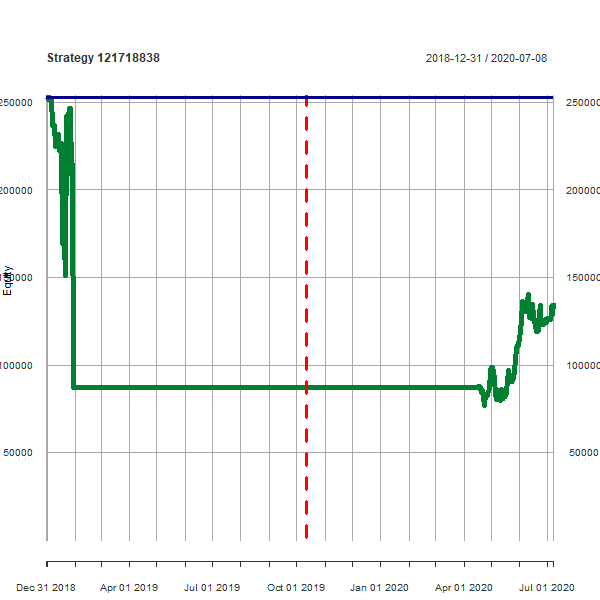 Strategy 121718838 2018-12-31 / 2020-07-08
250000 250000
200000 200000
150000 150000
Equity
100000 100000
50000 50000
Dec 31 2018 Apr 01 2019 Jul 01 2019 Oct 01 2019 Jan 01 2020 Apr 01 2020 Jul 01 2020